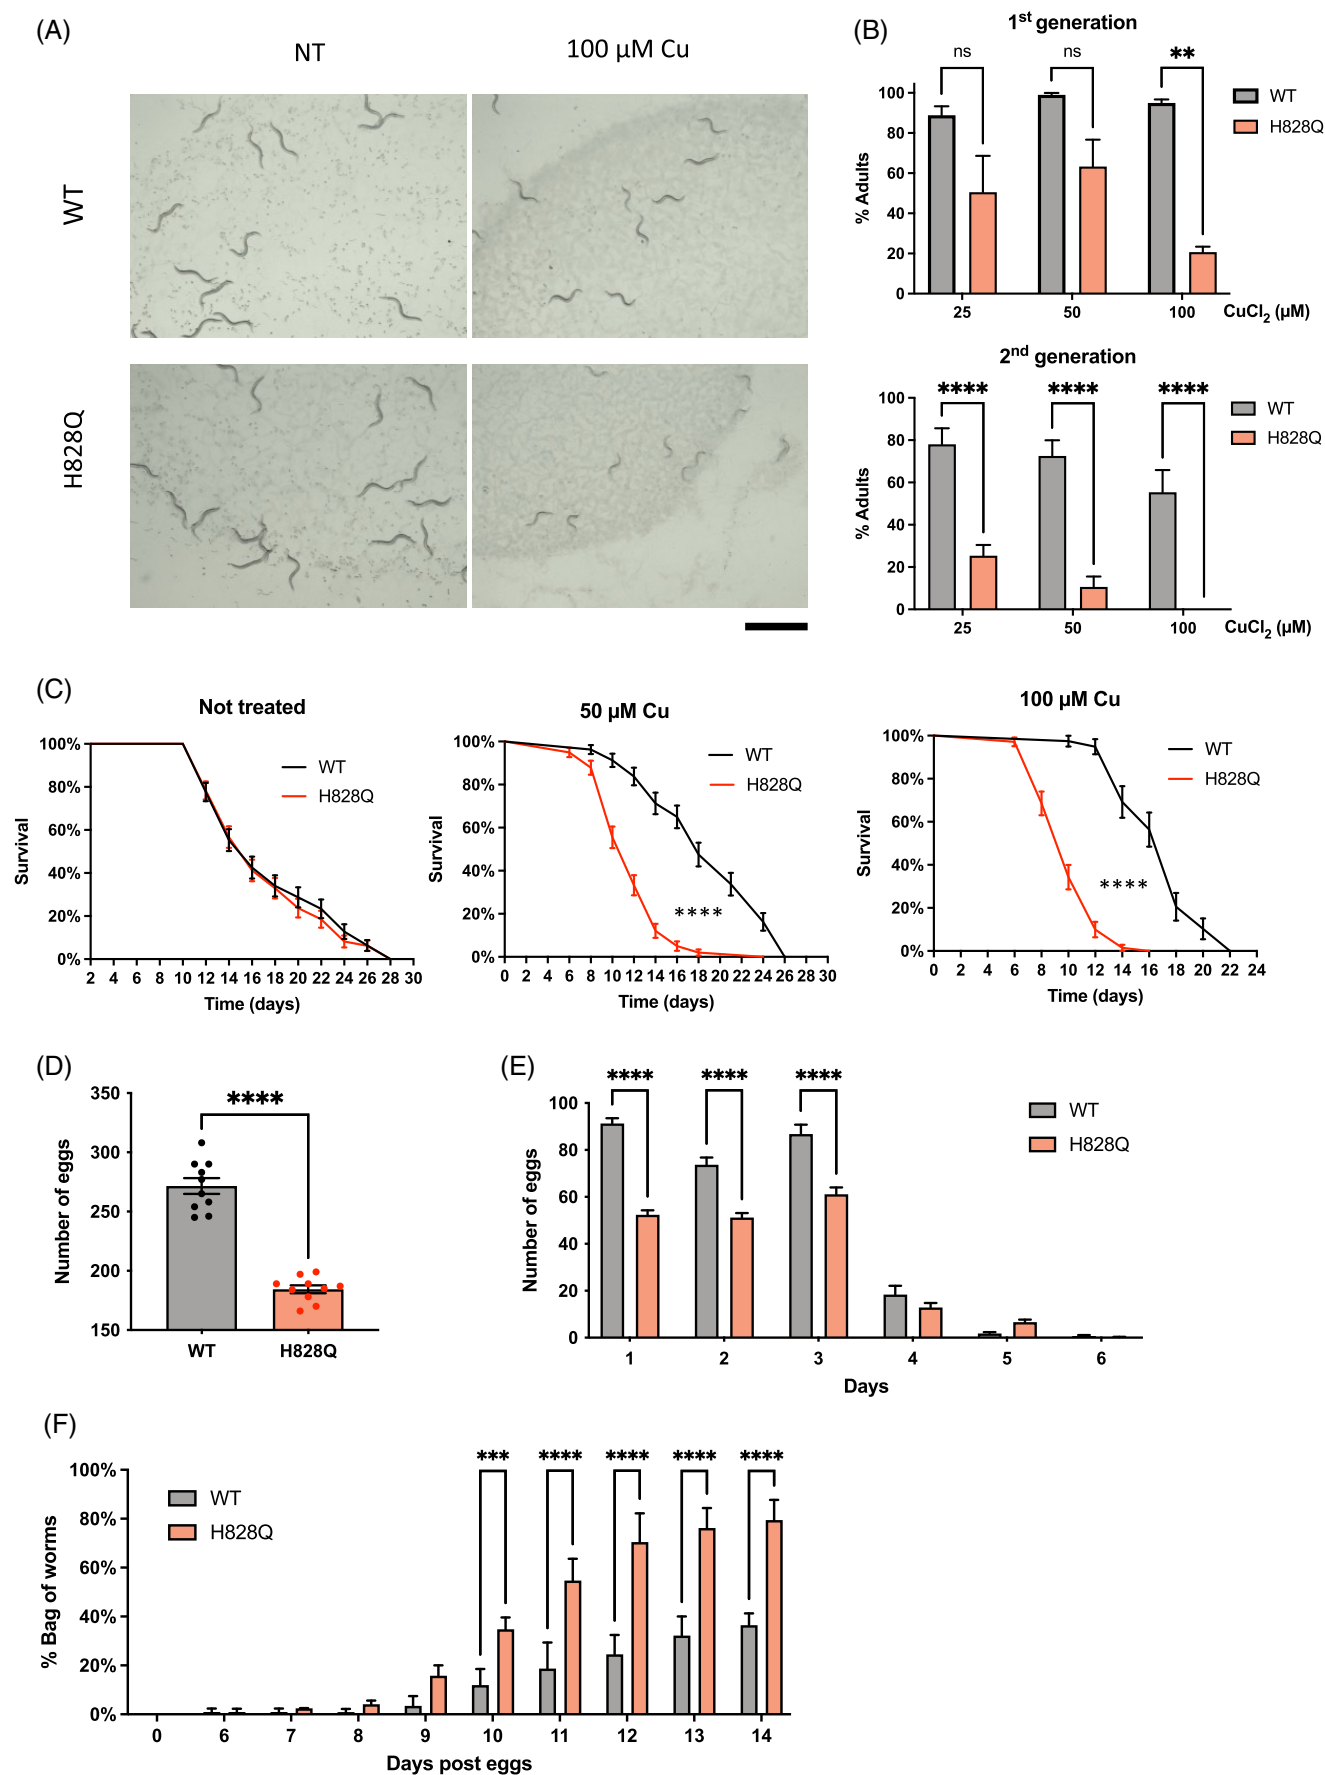 (A)
NT
100 µM Cu
WT
H828Q
(B)
1st generation
ns
ns
**
WT
H828Q
% Adults
100
80
60
40
20
0
25
50
100
CuCl2 (µM)
2nd generation
****
****
****
WT
H828Q
% Adults
100
80
60
40
20
0
25
50
100
CuCl2 (µM)
(C)
Not treated
WT
H828Q
Survival
100%
80%
60%
40%
20%
0%
2 4 6 8 10 12 14 16 18 20 22 24 26 28 30
Time (days)
50 µM Cu
WT
H828Q
Survival
100%
80%
60%
40%
20%
0%
****
0 2 4 6 8 10 12 14 16 18 20 22 24 26 28 30
Time (days)
100 µM Cu
WT
H828Q
Survival
100%
80%
60%
40%
20%
0%
****
0 2 4 6 8 10 12 14 16 18 20 22 24
Time (days)
(D)
****
Number of eggs
350
300
250
200
150
WT
H828Q
(E)
****
****
****
WT
H828Q
Number of eggs
100
80
60
40
20
0
1 2 3 4 5 6
Days
(F)
***
****
****
****
****
WT
H828Q
% Bag of worms
100%
80%
60%
40%
20%
0%
0 6 7 8 9 10 11 12 13 14
Days post eggs